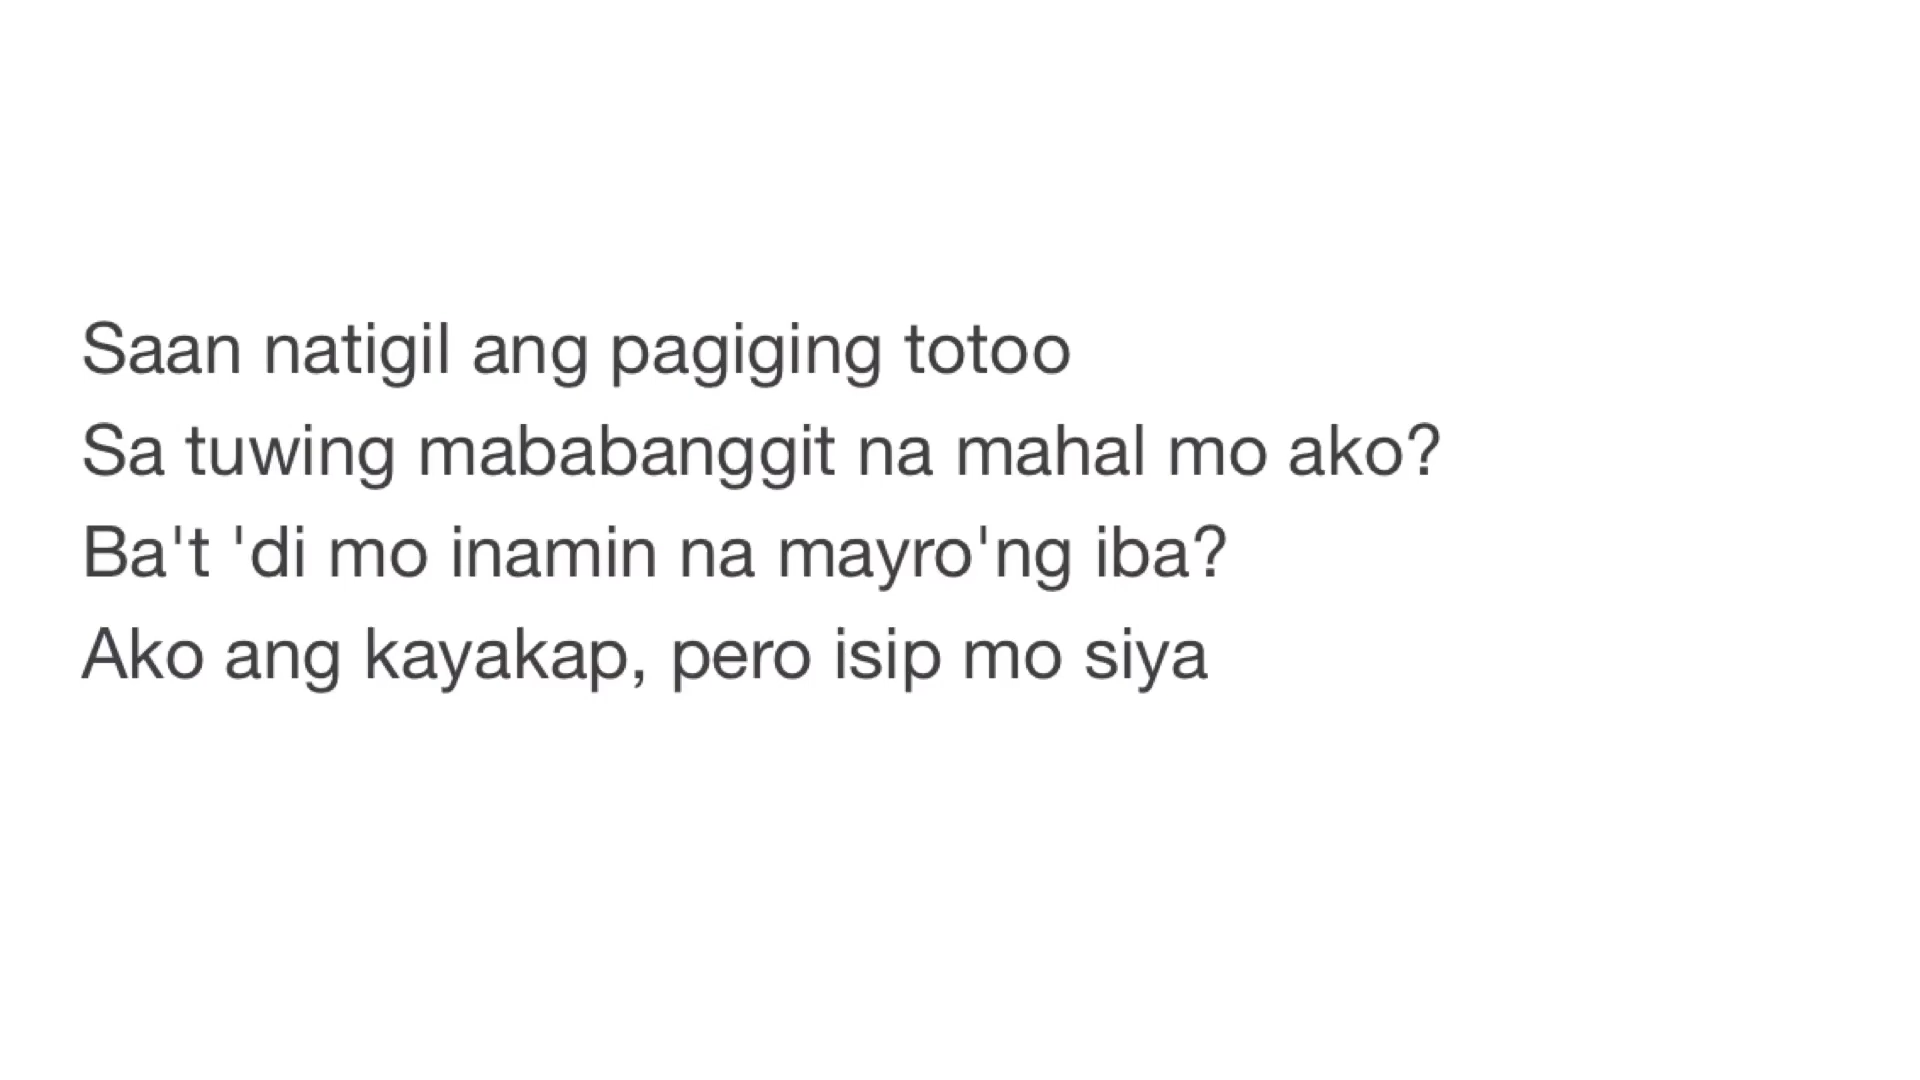 Saan natigil ang pagiging totoo
Sa tuwing mababanggit na mahal mo ako?
Ba't 'di mo inamin na mayro'ng iba?
Ako ang kayakap, pero isip mo siya